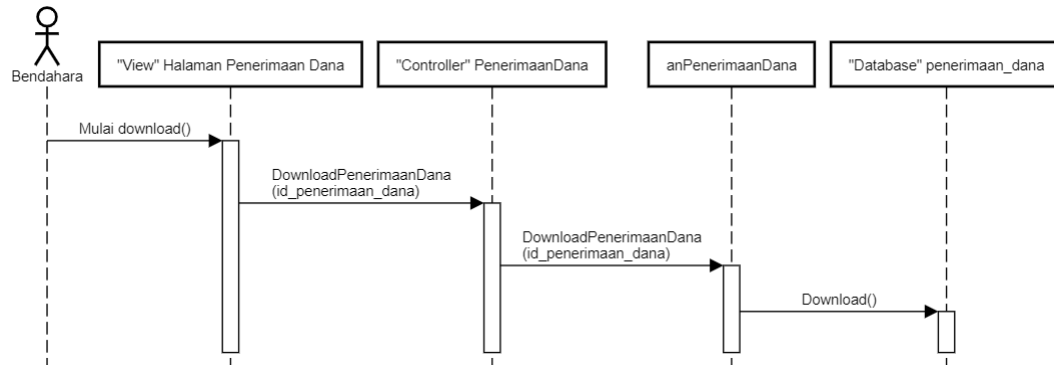 Bendahara
"View" Halaman Penerimaan Dana
"Controller" PenerimaanDana
anPenerimaanDana
"Database" penerimaan_dana
Mulai download()
DownloadPenerimaanDana
(id_penerimaan_dana)
DownloadPenerimaanDana
(id_penerimaan_dana)
Download()